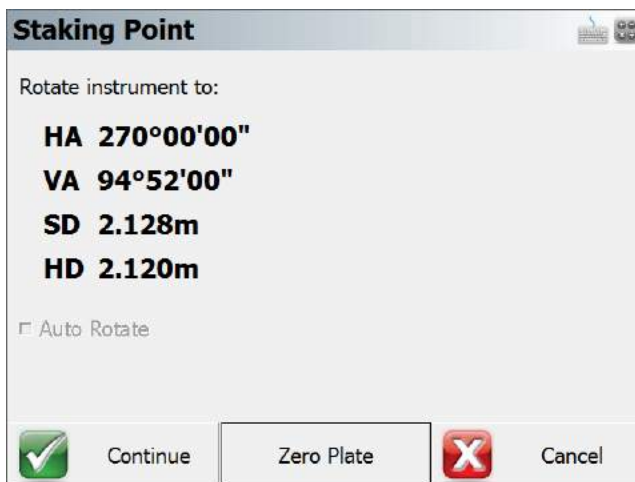 Staking Point
Rotate instrument to:
HA 270°00'00"
VA 94°52'00"
SD 2.128m
HD 2.120m
Auto Rotate
Continue Zero Plate Cancel